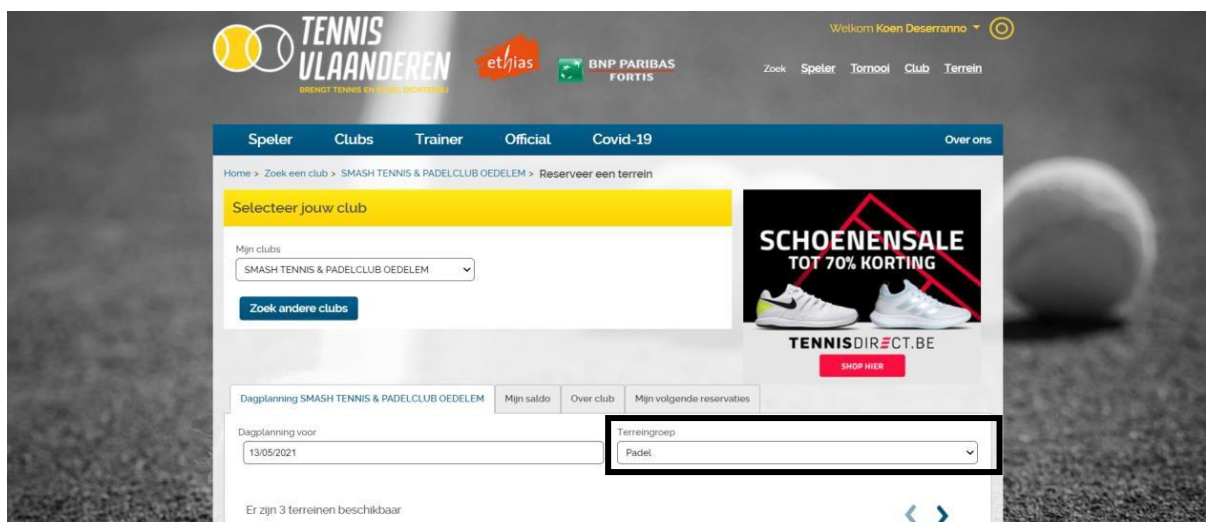 TENNIS
VLAANDEREN
BRENGT TENNIS EN PADEL DICHTERBIJ
ethias
BNP PARIBAS
FORTIS
Welkom Koen Deserranno
Zoek Speler Tornooi Club Terrein
Speler Clubs Trainer Official Covid-19 Over ons
Home > Zoek een club > SMASH TENNIS & PADELCLUB OEDELEM > Reserveer een terrein
Selecteer jouw club
Mijn clubs
SMASH TENNIS & PADELCLUB OEDELEM
Zoek andere clubs
SCHOENENSALE
TOT 70% KORTING
TENNISDIRECT.BE
SHOP HIER
Dagplanning SMASH TENNIS & PADELCLUB OEDELEM Mijn saldo Over club Mijn volgende reservaties
Dagplanning voor
13/05/2021
Terreingroep
Padel
Er zijn 3 terreinen beschikbaar